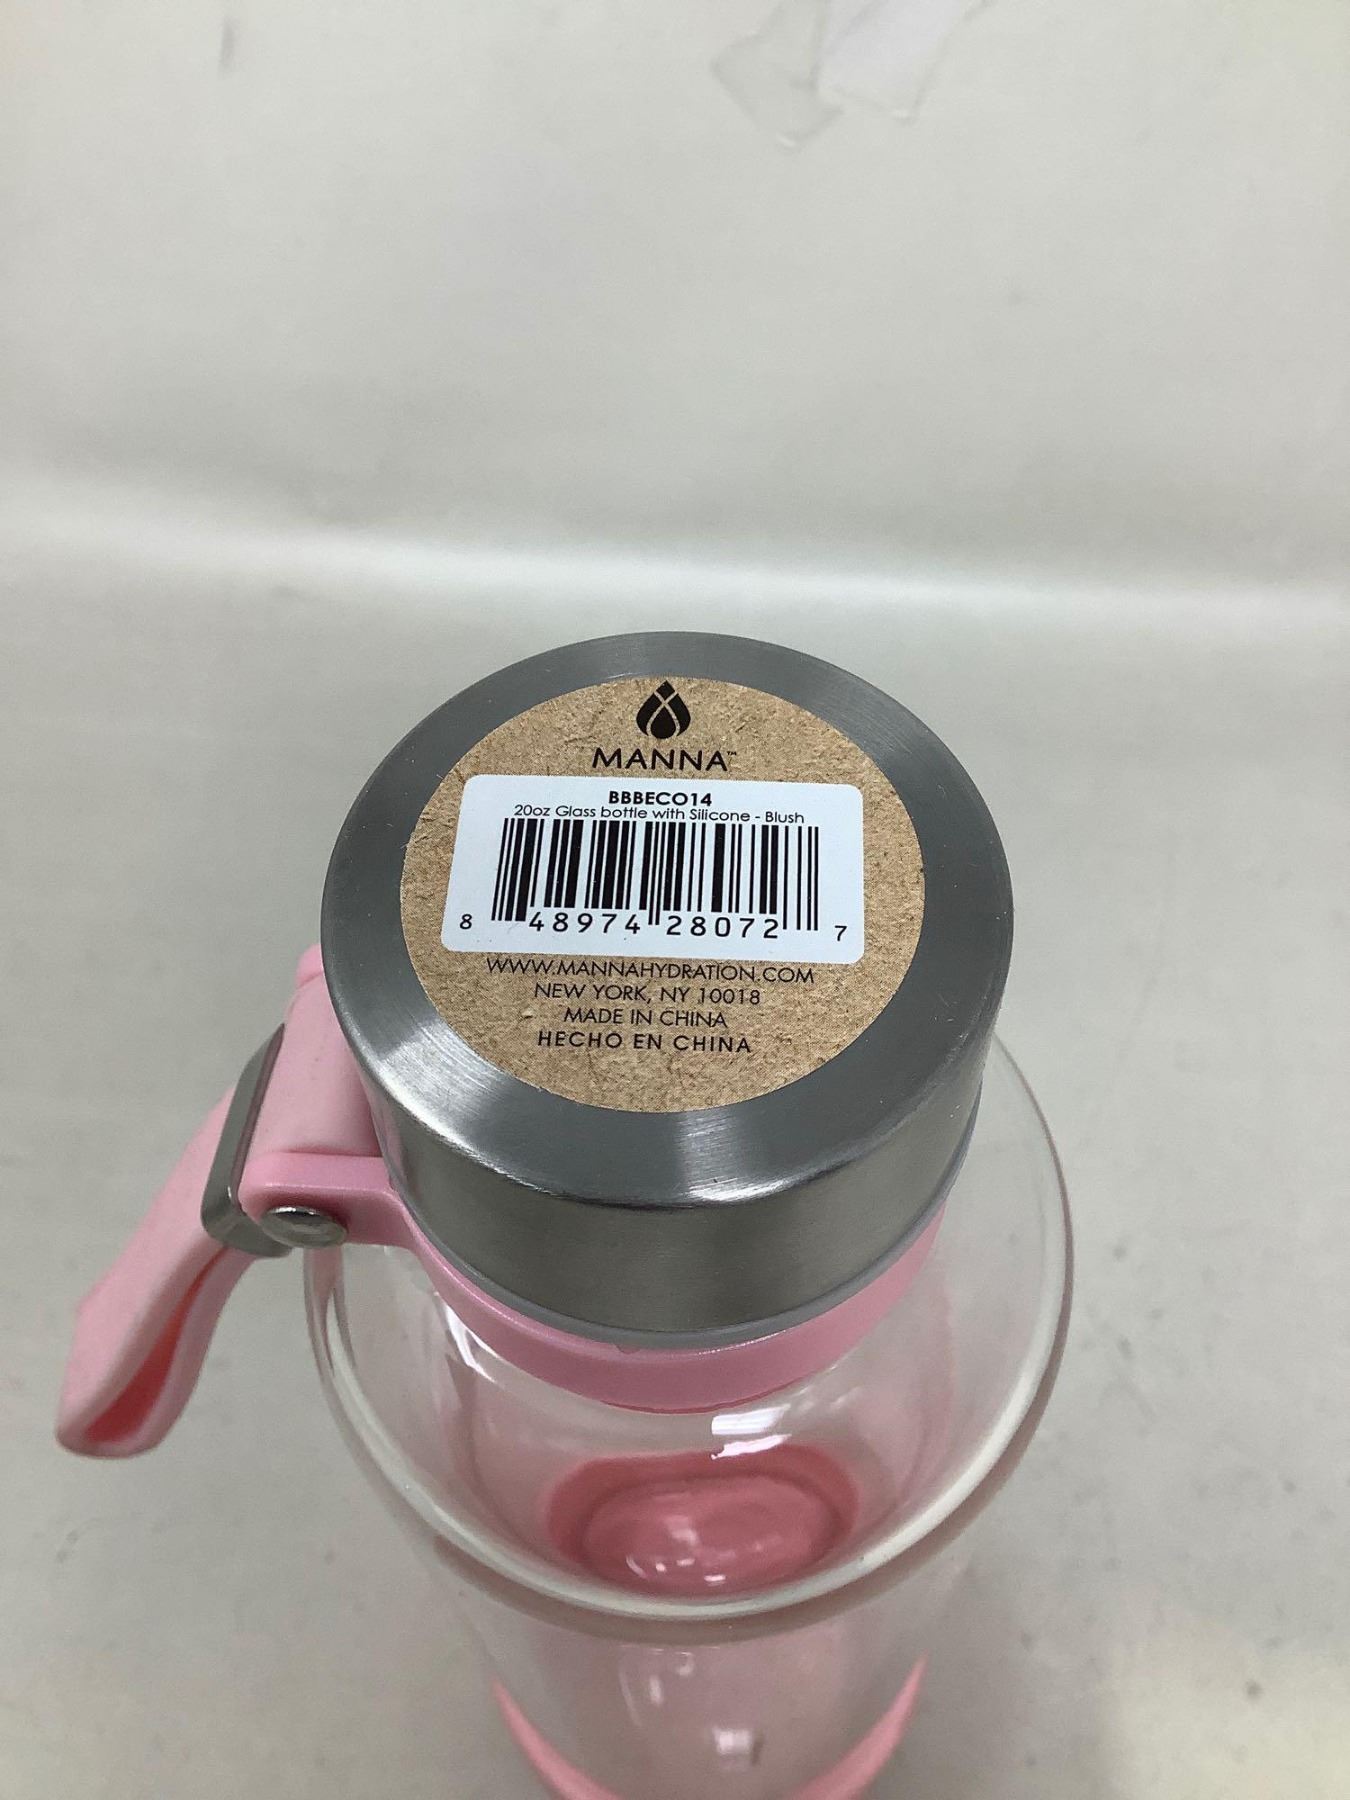 MANNA™
BBBECO14
20oz Glass bottle with Silicone - Blush
8 48974 28072 7
WWW.MANNAHYDRATION.COM
NEW YORK, NY 10018
MADE IN CHINA
HECHO EN CHINA